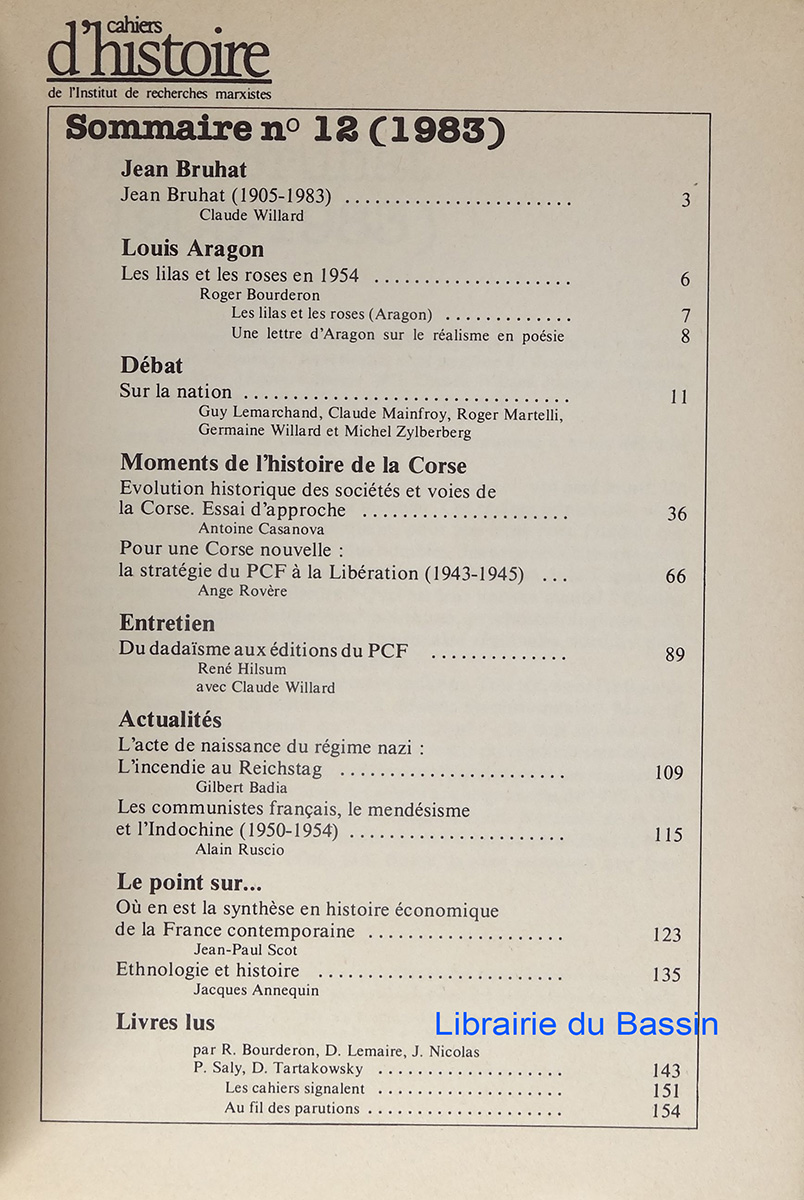 cahiers
d'histoire
de l'Institut de recherches marxistes
Sommaire nº 12 (1983)
Jean Bruhat
Jean Bruhat (1905-1983) ....................... 3
Claude Willard
Louis Aragon
Les lilas et les roses en 1954 .................... 6
Roger Bourderon
Les lilas et les roses (Aragon) ............. 7
Une lettre d'Aragon sur le réalisme en poésie 8
Débat
Sur la nation ................................. 11
Guy Lemarchand, Claude Mainfroy, Roger Martelli,
Germaine Willard et Michel Zylberberg
Moments de l'histoire de la Corse
Evolution historique des sociétés et voies de
la Corse. Essai d'approche ..................... 36
Antoine Casanova
Pour une Corse nouvelle :
la stratégie du PCF à la Libération (1943-1945) ... 66
Ange Rovère
Entretien
Du dadaïsme aux éditions du PCF .............. 89
René Hilsum
avec Claude Willard
Actualités
L'acte de naissance du régime nazi :
L'incendie au Reichstag ....................... 109
Gilbert Badia
Les communistes français, le mendésisme
et l'Indochine (1950-1954) ...................... 115
Alain Ruscio
Le point sur...
Où en est la synthèse en histoire économique
de la France contemporaine .................... 123
Jean-Paul Scot
Ethnologie et histoire ......................... 135
Jacques Annequin
Livres lus
par R. Bourderon, D. Lemaire, J. Nicolas
P. Saly, D. Tartakowsky ................... 143
Les cahiers signalent ................... 151
Au fil des parutions .................... 154
Librairie du Bassin